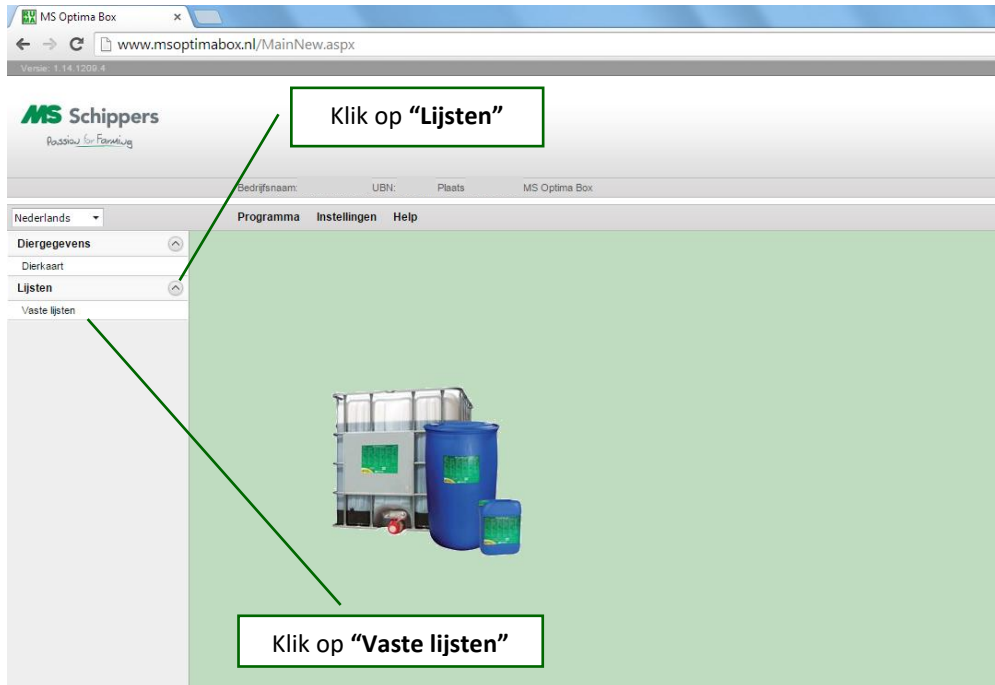 MS Optima Box
www.msoptimabox.nl/MainNew.aspx
Versie: 1.14.1209.4
MS Schippers
Passion for Farming
Klik op “Lijsten”
Bedrijfsnaam: UBN: Plaats MS Optima Box
Nederlands Programma Instellingen Help
Diergegevens
Dierkaart
Lijsten
Vaste lijsten
Klik op “Vaste lijsten”